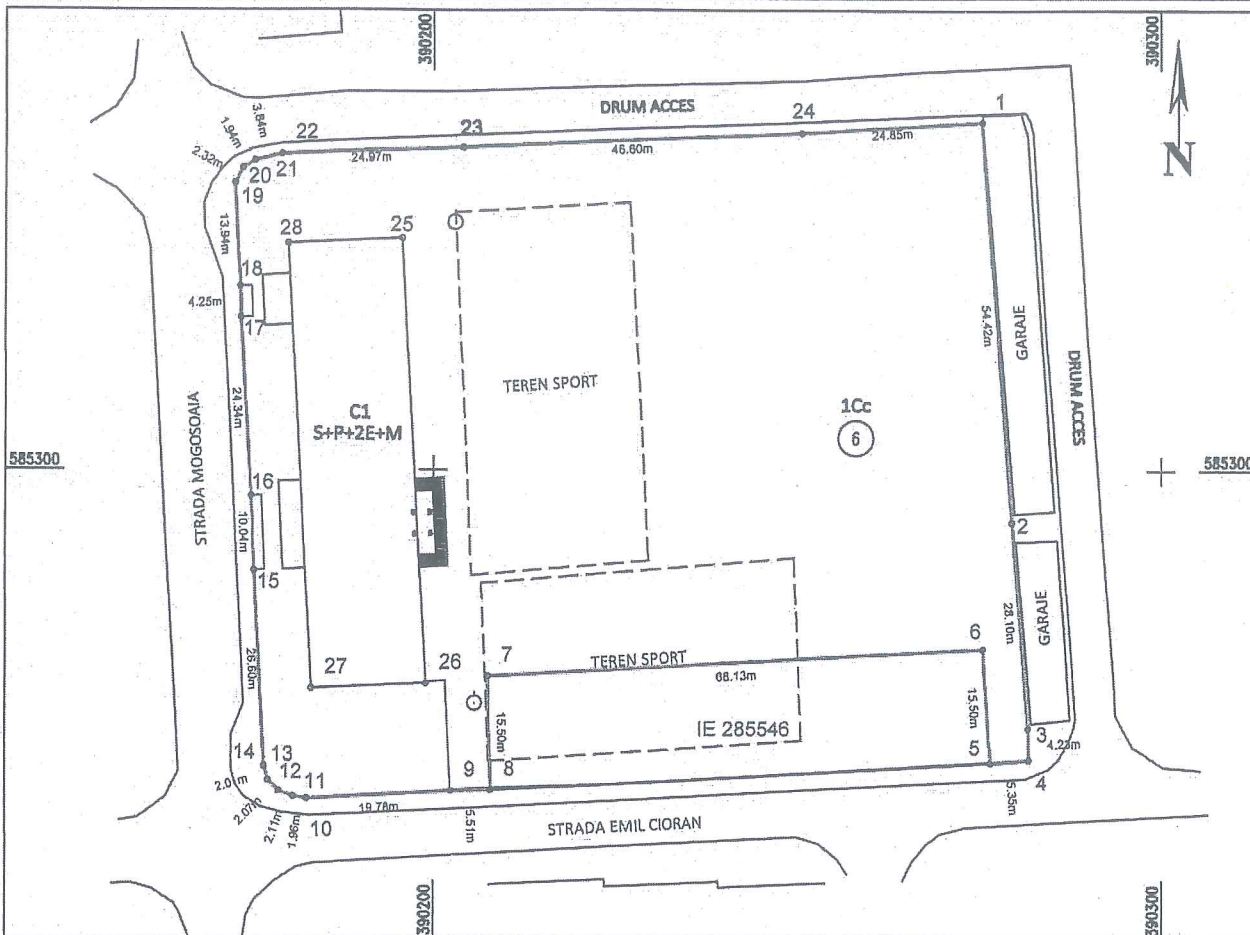 390200
390300
DRUM ACCES
1
24
23
22
3.84m
1.94m
2.32m
21
20
19
24.97m
46.60m
24.85m
N
13.94m
28
25
18
4.25m
17
54.42m
GARAJE
DRUM ACCES
TEREN SPORT
C1
S+P+2E+M
1Cc
6
24.34m
STRADA MOGOSOAIA
585300
585300
16
10.04m
15
2
28.10m
GARAJE
26.60m
27
26
7
TEREN SPORT
68.13m
6
15.50m
15.50m
IE 285546
3
4.23m
14
13
12
11
9
8
5
4
2.07m
2.11m
1.96m
10
19.78m
5.51m
5.35m
STRADA EMIL CIORAN
390200
390300